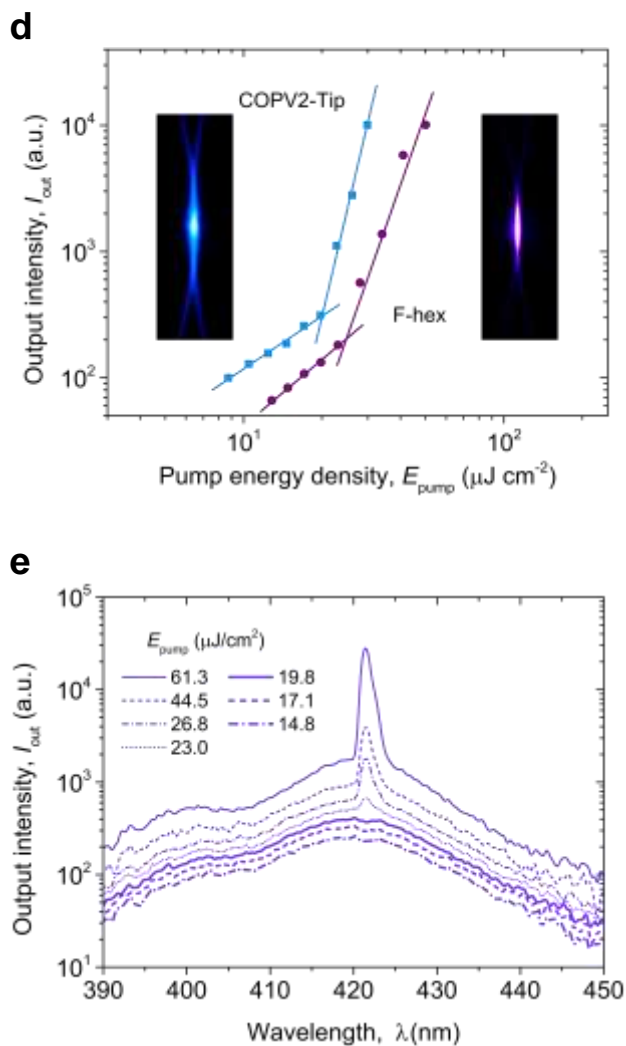 d
Output intensity, I_out (a.u.)
10⁴
10³
10²
COPV2-Tip
F-hex
10¹
10²
Pump energy density, E_pump (μJ cm⁻²)
e
Output intensity, I_out (a.u.)
10⁵
10⁴
10³
10²
10¹
E_pump (μJ/cm²)
61.3 19.8
44.5 17.1
26.8 14.8
23.0
390 400 410 420 430 440 450
Wavelength, λ(nm)